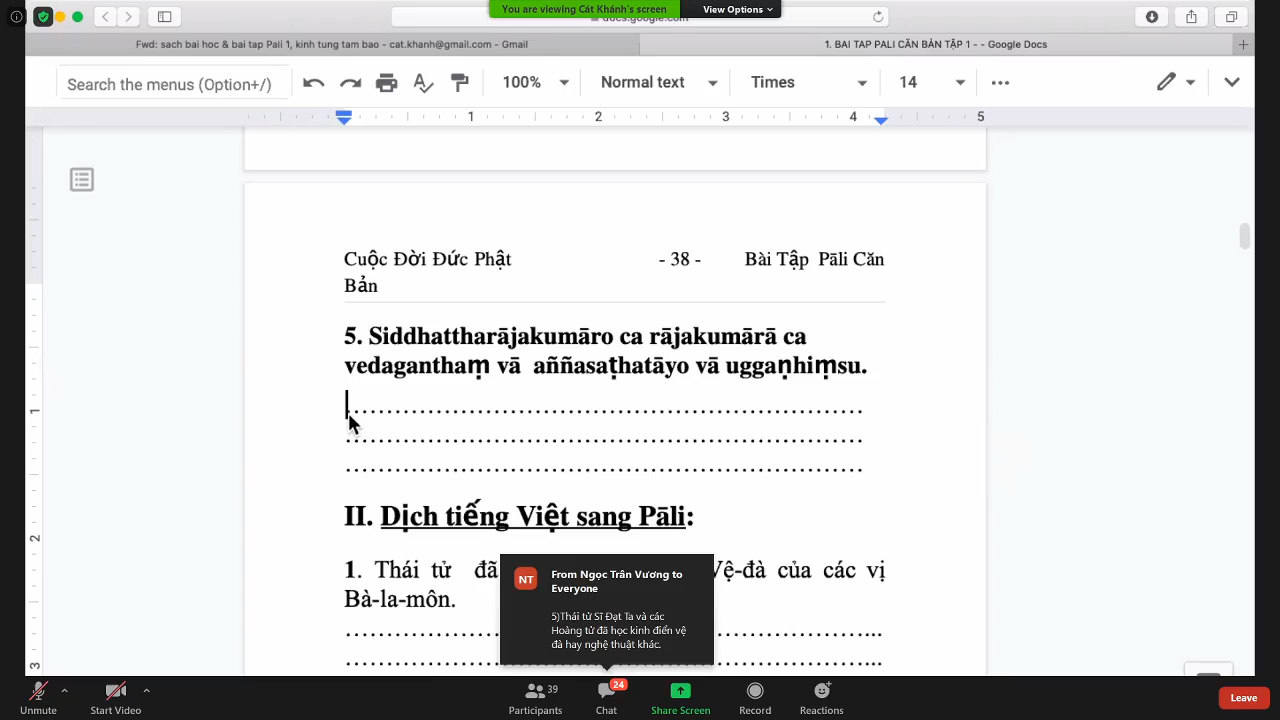 You are viewing Cát Khánh's screen
View Options
docs.google.com
Fwd: sach bai hoc & bai tap Pali 1, kinh tung tam bao - cat.khanh@gmail.com - Gmail
1. BAI TAP PALI CĂN BẢN TẬP 1 - - Google Docs
Search the menus (Option+/)
100%
Normal text
Times
14
1 2 3 4 5
Cuộc Đời Đức Phật - 38 - Bài Tập Pāli Căn
Bản
5. Siddhattharājakumāro ca rājakumārā ca
vedaganthaṃ vā aññasaṭhatāyo vā uggaṇhiṃsu.
………………………………………………………
………………………………………………………
………………………………………………………
II. Dịch tiếng Việt sang Pāli:
1. Thái tử đã Vệ-đà của các vị
Bà-la-môn.
From Ngọc Trân Vương to
Everyone
5)Thái tử Sĩ Đạt Ta và các
Hoàng tử đã học kinh điển vệ
đà hay nghệ thuật khác.
1
2
3
NT
39
24
Unmute
Start Video
Participants
Chat
Share Screen
Record
Reactions
Leave